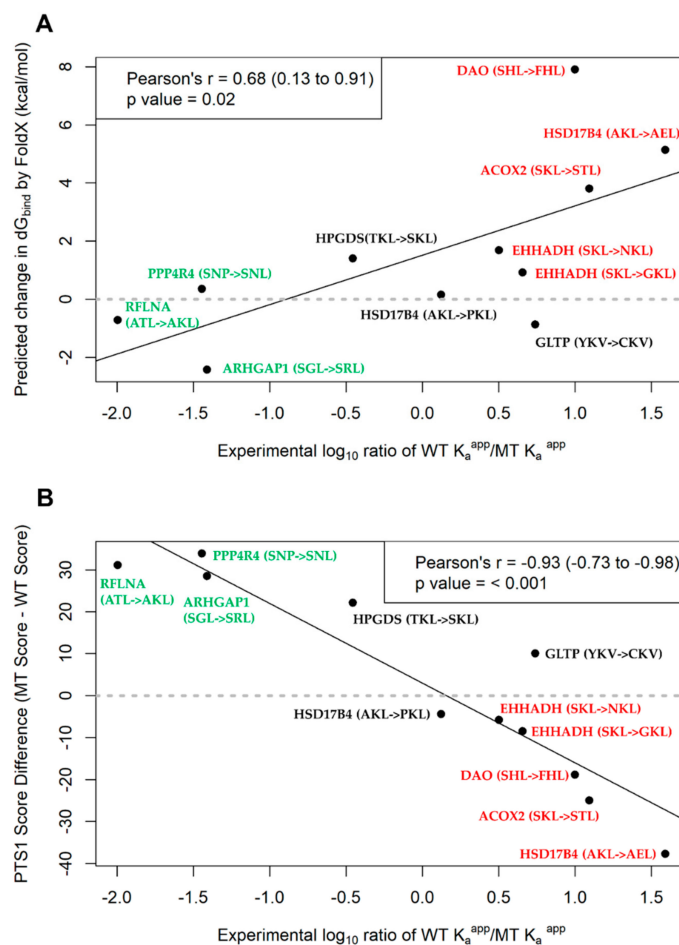 A
Pearson's r = 0.68 (0.13 to 0.91)
p value = 0.02
DAO (SHL->FHL)
HSD17B4 (AKL->AEL)
ACOX2 (SKL->STL)
HPGDS(TKL->SKL)
EHHADH (SKL->NKL)
PPP4R4 (SNP->SNL)
EHHADH (SKL->GKL)
RFLNA
(ATL->AKL)
HSD17B4 (AKL->PKL)
GLTP (YKV->CKV)
ARHGAP1 (SGL->SRL)
Predicted change in dGbind by FoldX (kcal/mol)
8
6
4
2
0
-2
-2.0 -1.5 -1.0 -0.5 0.0 0.5 1.0 1.5
Experimental log10 ratio of WT Ka^app/MT Ka^app
B
Pearson's r = -0.93 (-0.73 to -0.98)
p value = < 0.001
PPP4R4 (SNP->SNL)
RFLNA
(ATL->AKL)
ARHGAP1
(SGL->SRL)
HPGDS (TKL->SKL)
GLTP (YKV->CKV)
HSD17B4 (AKL->PKL)
EHHADH (SKL->NKL)
EHHADH (SKL->GKL)
DAO (SHL->FHL)
ACOX2 (SKL->STL)
HSD17B4 (AKL->AEL)
PTS1 Score Difference (MT Score - WT Score)
30
20
10
0
-10
-20
-30
-40
-2.0 -1.5 -1.0 -0.5 0.0 0.5 1.0 1.5
Experimental log10 ratio of WT Ka^app/MT Ka^app